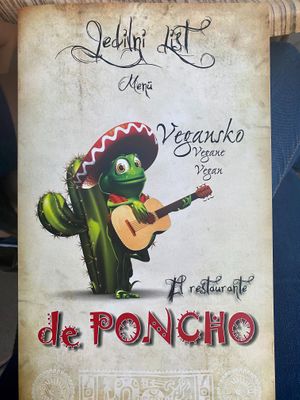 Jedilni list
Menü
Vegansko
Vegane
Vegan
El restaurante
de PONCHO